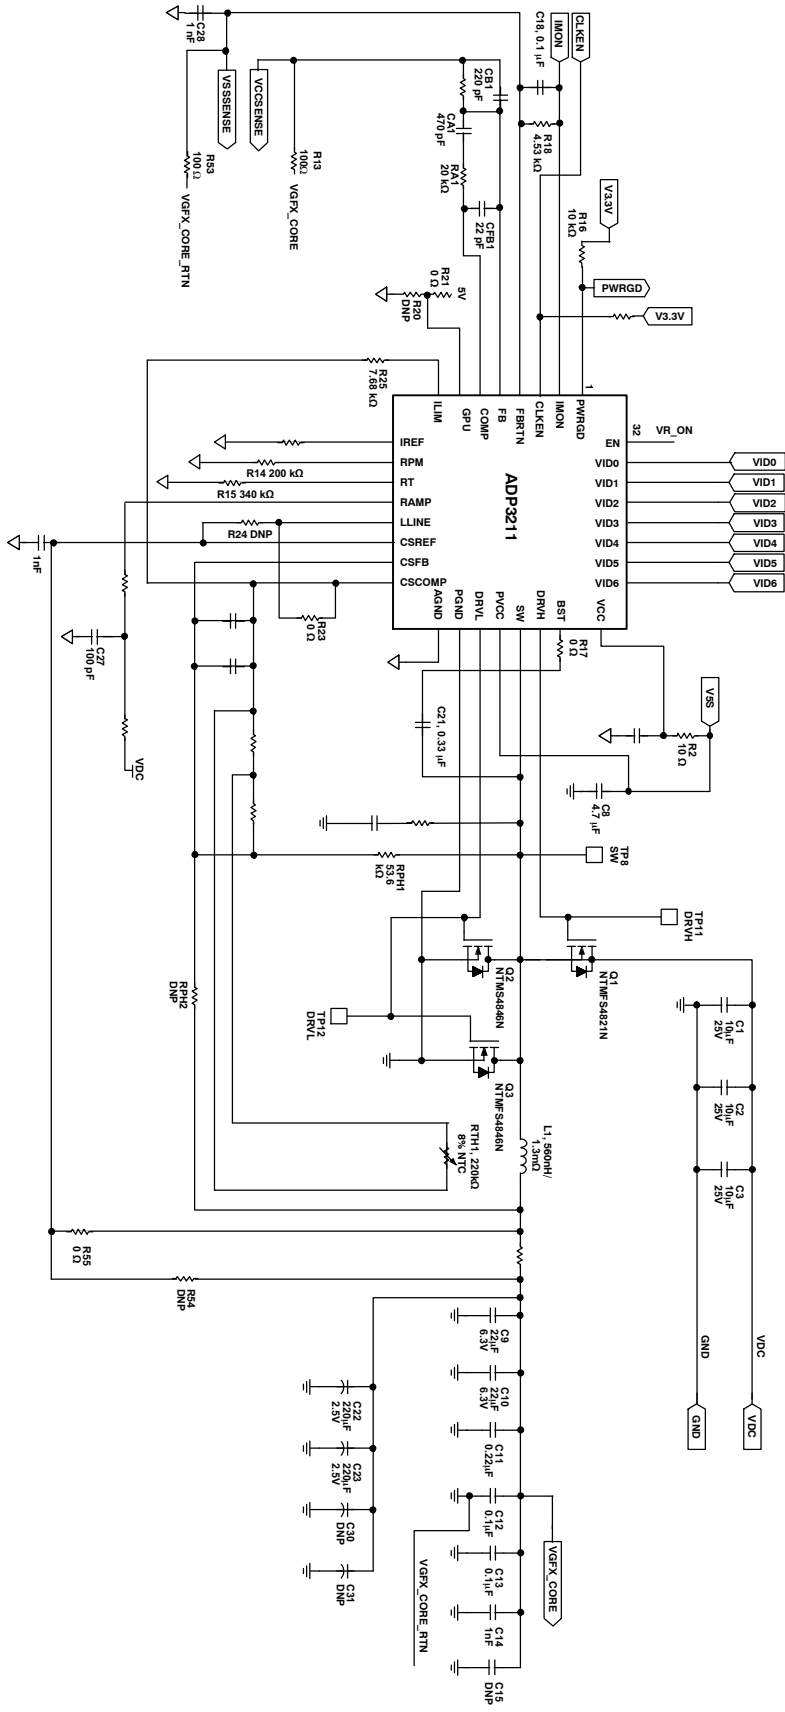 C28
1 nF
VSSSENSE
R53
100 Ω
VGFX_CORE_RTN
VCCSENSE
R13
100Ω
VGFX_CORE
CB1
220 pF
CA1
470 pF
RA1
20 kΩ
CFB1
22 pF
C18, 0.1 μF
IMON
CLKEN
R18
4.53 kΩ
V3.3V
R16
10 kΩ
PWRGD
V3.3V
5V
R21
0 Ω
R20
DNP
R25
7.68 kΩ
1
ILIM
GPU
COMP
FB
FBRTN
CLKEN
IMON
PWRGD
ADP3211
IREF
RPM
RT
RAMP
LLINE
CSREF
CSFB
CSCOMP
EN
VID0
VID1
VID2
VID3
VID4
VID5
VID6
32
VR_ON
VID0
VID1
VID2
VID3
VID4
VID5
VID6
AGND
PGND
DRVL
PVCC
SW
DRVH
BST
VCC
R14 200 kΩ
R15 340 kΩ
R24 DNP
1nF
R23
0 Ω
C27
100 pF
VDC
R17
0 Ω
C21, 0.33 μF
V5S
R2
10 Ω
C8
4.7 μF
RPH1
53.6
kΩ
TP8
SW
TP11
DRVH
RPH2
DNP
Q2
NTMS4846N
Q1
NTMFS4821N
TP12
DRVL
Q3
NTMFS4846N
C1
10μF
25V
C2
10μF
25V
C3
10μF
25V
L1, 560nH/
1.3mΩ
RTH1, 220kΩ
8% NTC
R55
0 Ω
R54
DNP
GND
VDC
GND
VDC
C9
22μF
6.3V
C10
22μF
6.3V
C11
0.22μF
C12
0.1μF
C13
0.1μF
C14
1nF
C15
DNP
C22
220μF
2.5V
C23
220μF
2.5V
C30
DNP
C31
DNP
VGFX_CORE
VGFX_CORE_RTN